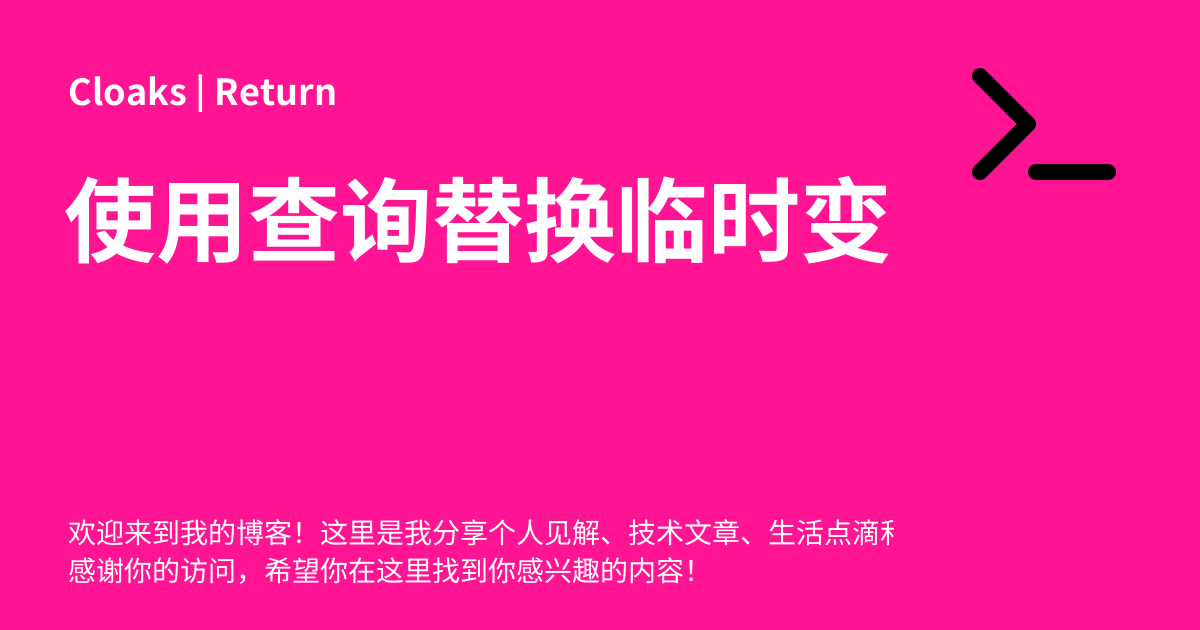 Cloaks | Return
使用查询替换临时变
欢迎来到我的博客！这里是我分享个人见解、技术文章、生活点滴
感谢你的访问，希望你在这里找到你感兴趣的内容！